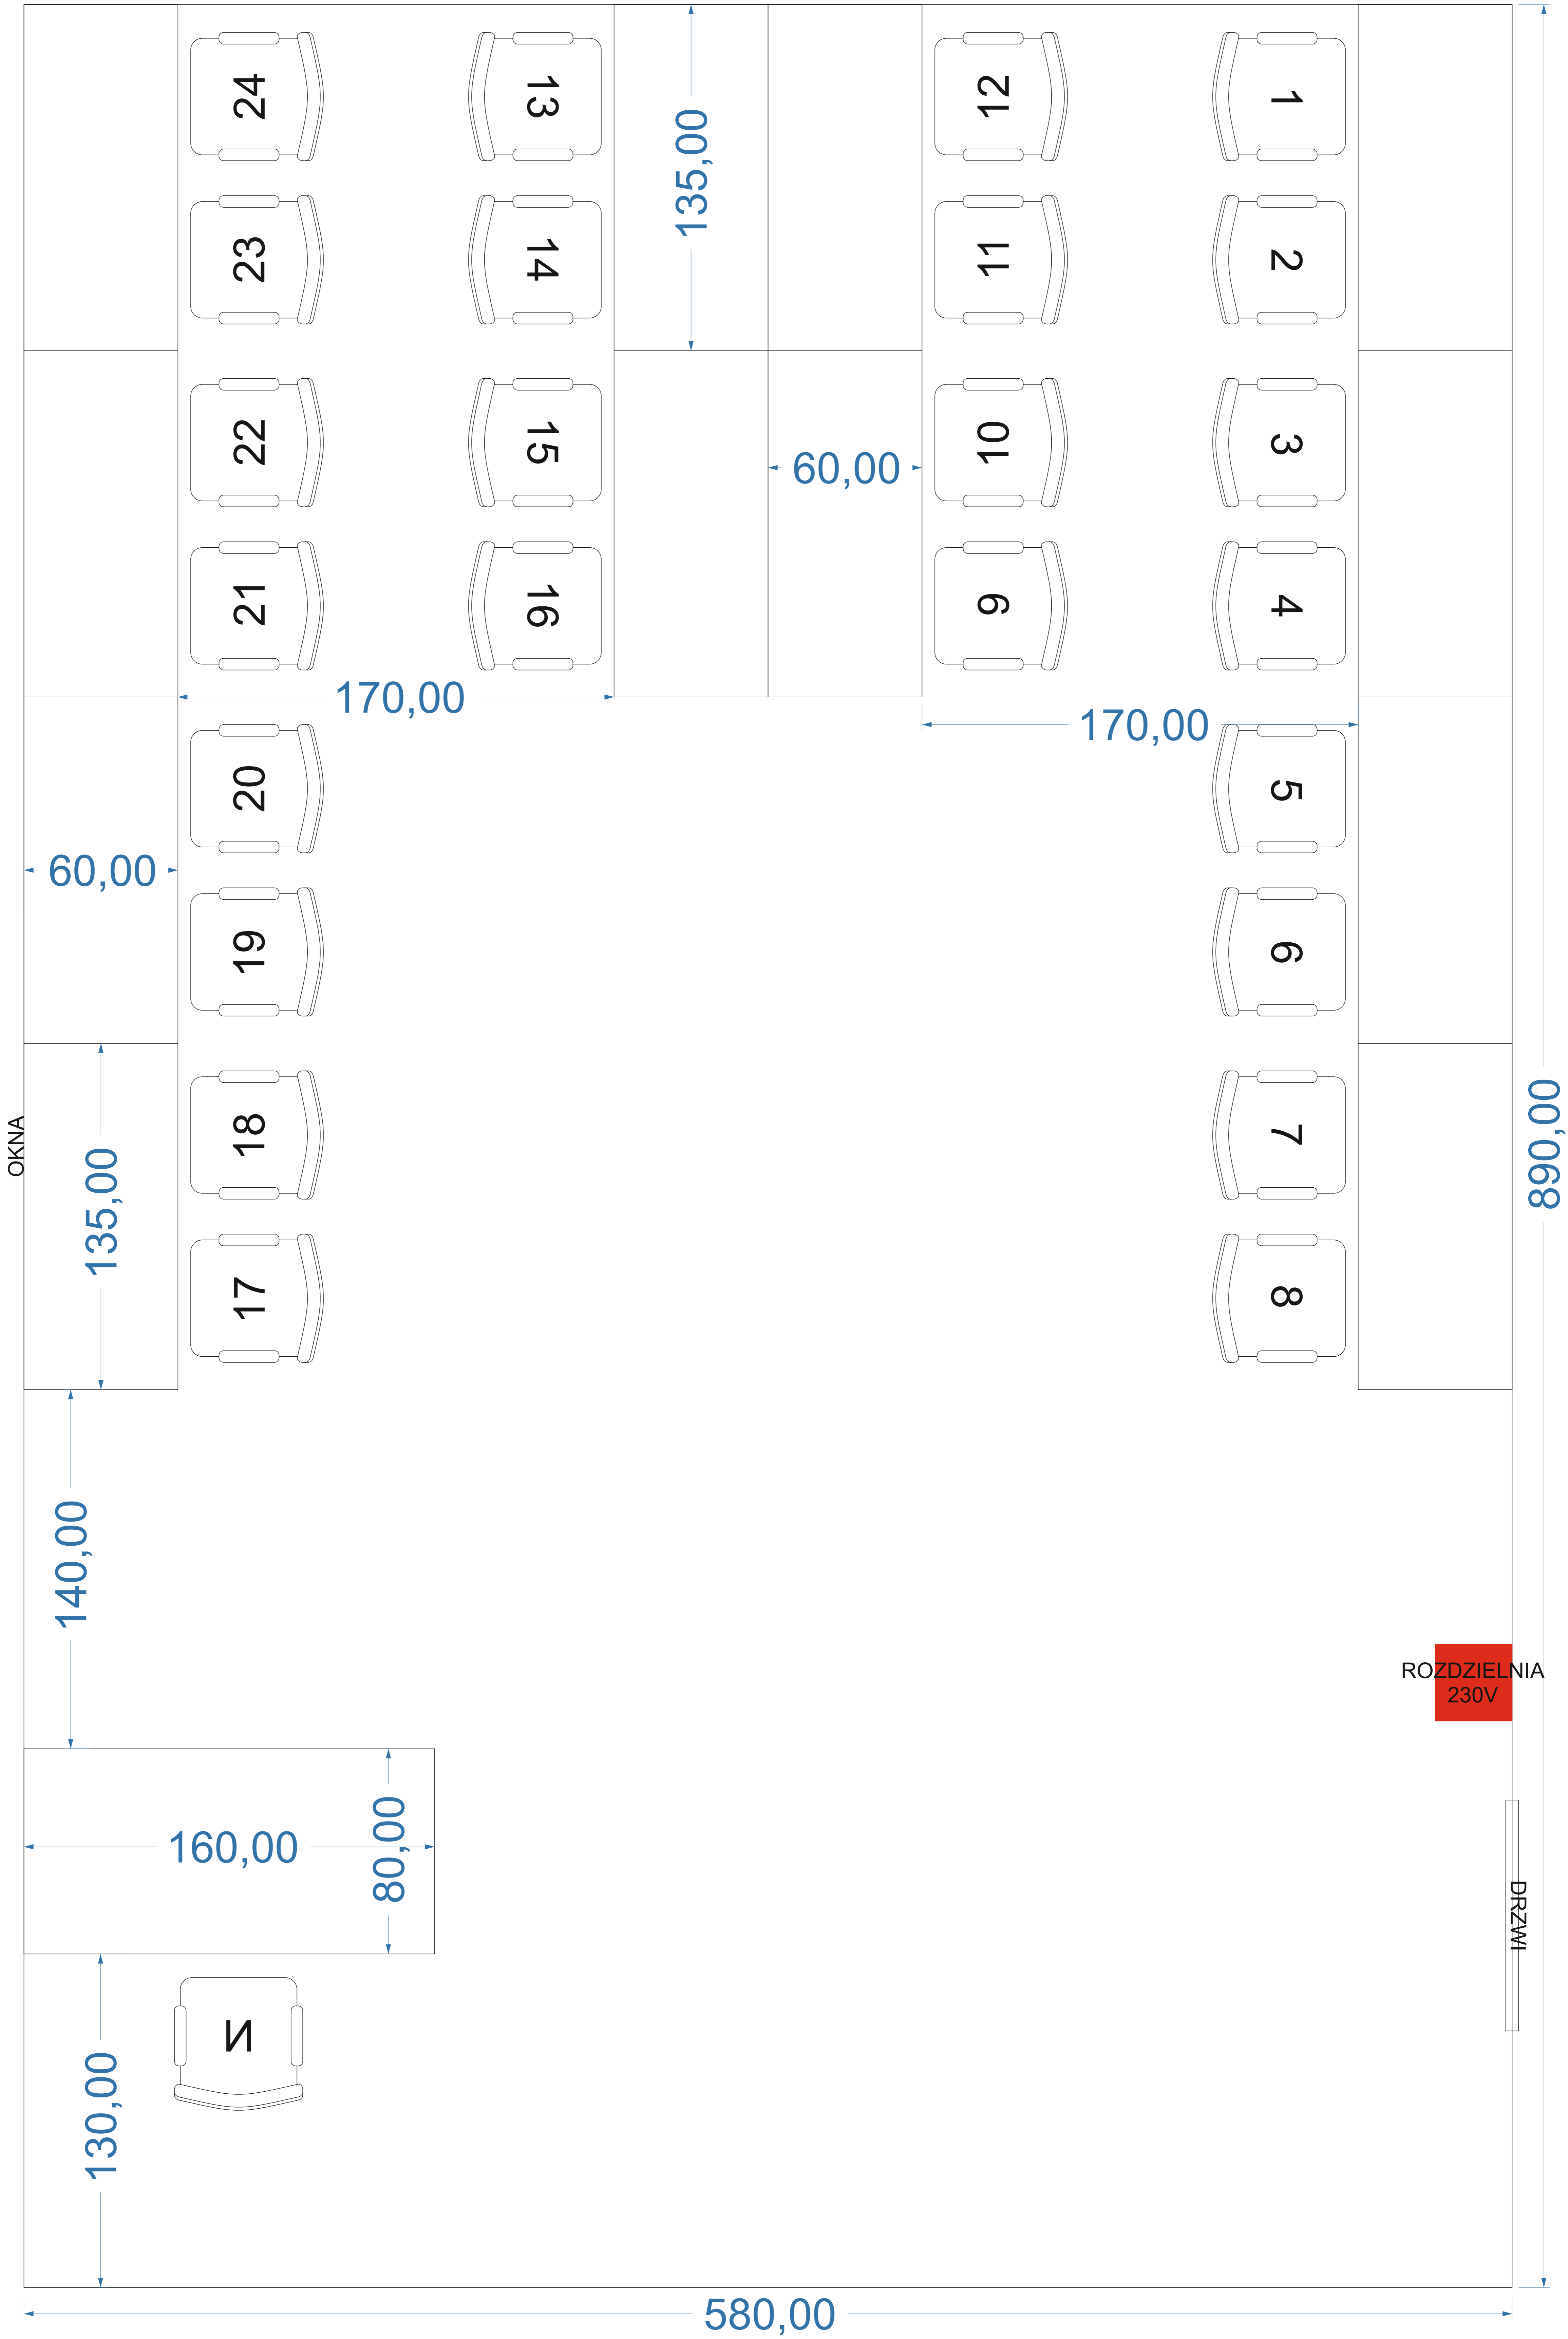 24 13 12 1
135,00
23 14 11 2
22 15 10 3
60,00
21 16 9 4
170,00
170,00
20 5
60,00
19 6
18 7
OKNA
135,00
890,00
17 8
140,00
ROZDZIELNIA
230V
160,00
80,00
DRZWI
И
130,00
580,00